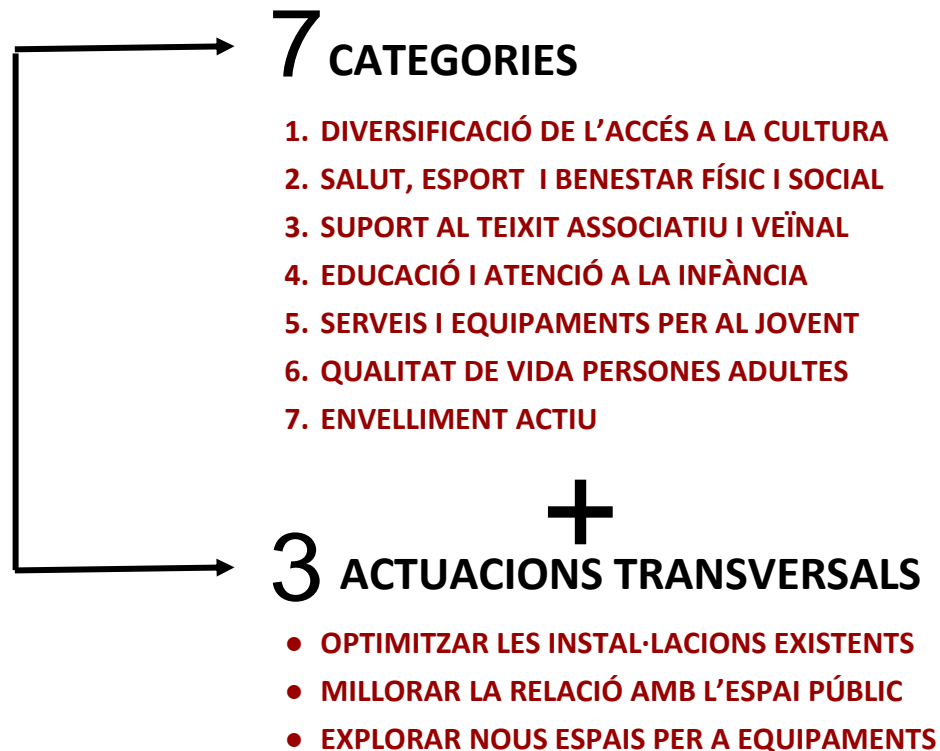 7 CATEGORIES
1. DIVERSIFICACIÓ DE L’ACCÉS A LA CULTURA
2. SALUT, ESPORT I BENESTAR FÍSIC I SOCIAL
3. SUPORT AL TEIXIT ASSOCIATIU I VEÏNAL
4. EDUCACIÓ I ATENCIÓ A LA INFÀNCIA
5. SERVEIS I EQUIPAMENTS PER AL JOVENT
6. QUALITAT DE VIDA PERSONES ADULTES
7. ENVELLIMENT ACTIU
+
3 ACTUACIONS TRANSVERSALS
● OPTIMITZAR LES INSTAL·LACIONS EXISTENTS
● MILLORAR LA RELACIÓ AMB L’ESPAI PÚBLIC
● EXPLORAR NOUS ESPAIS PER A EQUIPAMENTS